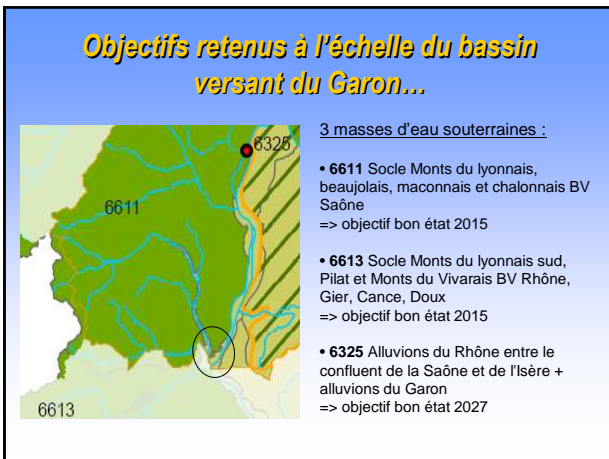 Objectifs retenus à l'échelle du bassin
versant du Garon…
6325
6611
6613
3 masses d'eau souterraines :
• 6611 Socle Monts du lyonnais,
beaujolais, maconnais et chalonnais BV
Saône
=> objectif bon état 2015
• 6613 Socle Monts du lyonnais sud,
Pilat et Monts du Vivarais BV Rhône,
Gier, Cance, Doux
=> objectif bon état 2015
• 6325 Alluvions du Rhône entre le
confluent de la Saône et de l'Isère +
alluvions du Garon
=> objectif bon état 2027